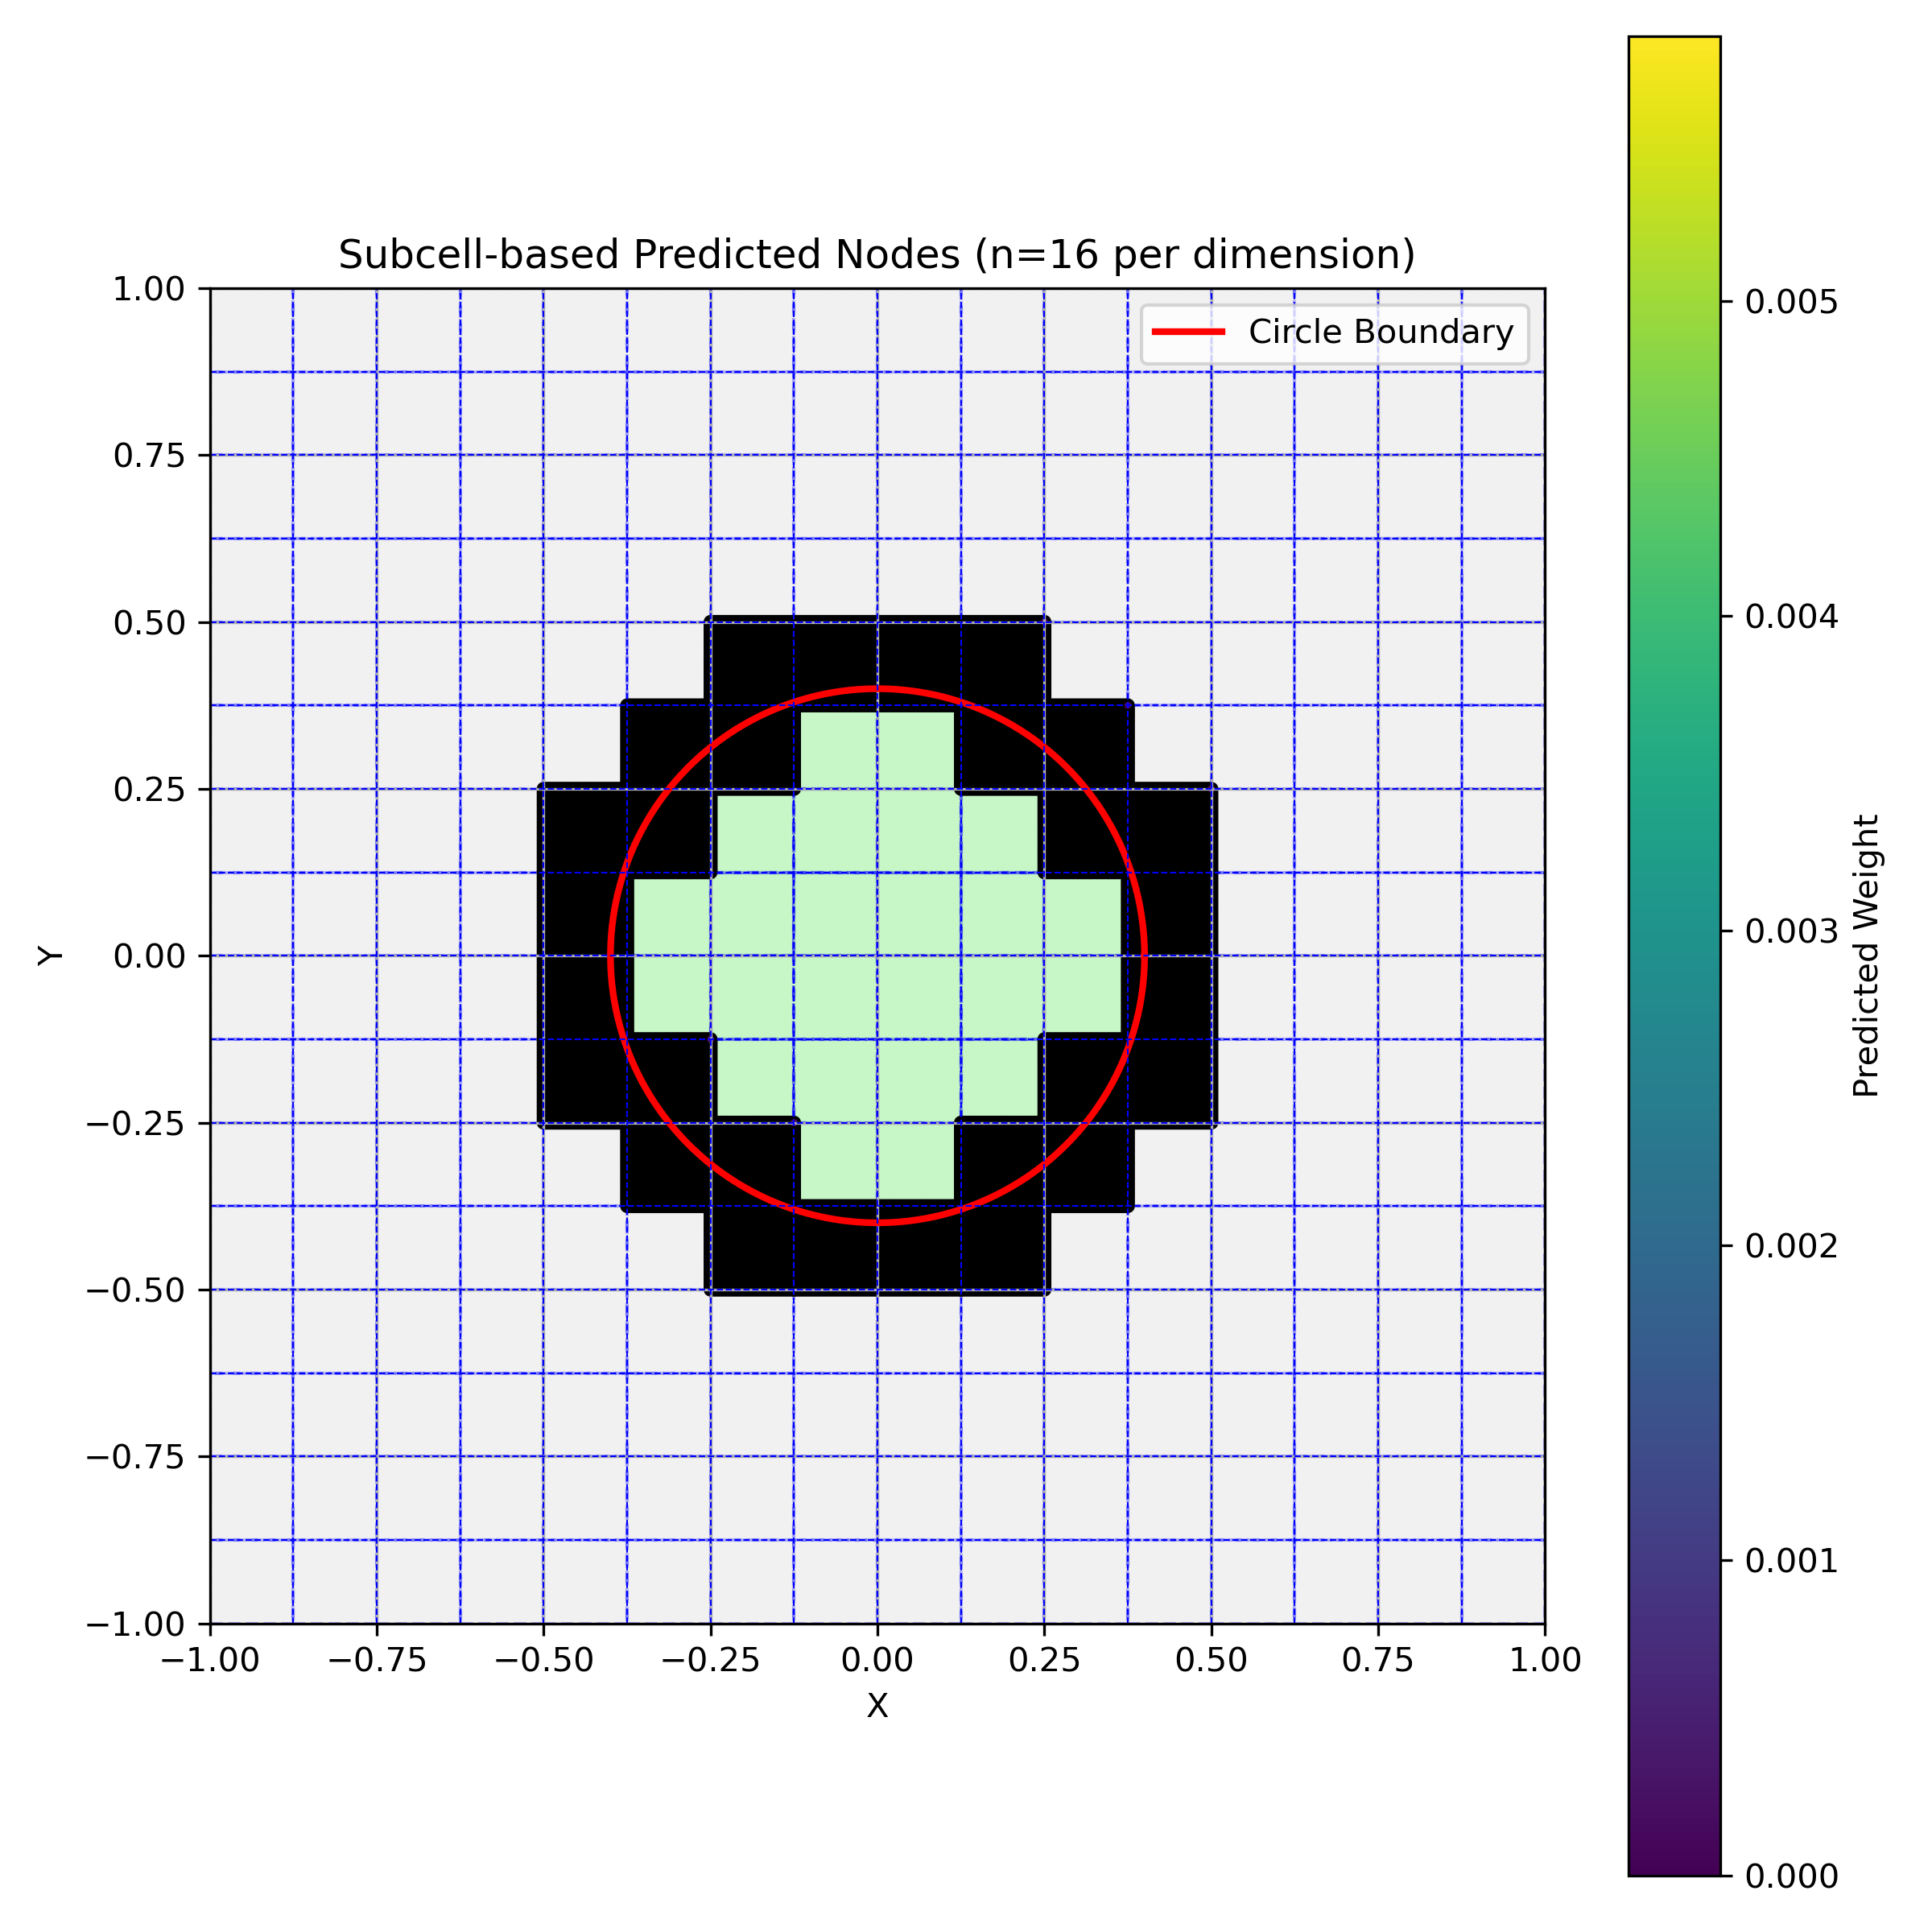 Subcell-based Predicted Nodes (n=16 per dimension)
Circle Boundary
1.00
0.75
0.50
0.25
0.00
−0.25
−0.50
−0.75
−1.00
Y
−1.00 −0.75 −0.50 −0.25 0.00 0.25 0.50 0.75 1.00
X
0.005
0.004
0.003
0.002
0.001
0.000
Predicted Weight